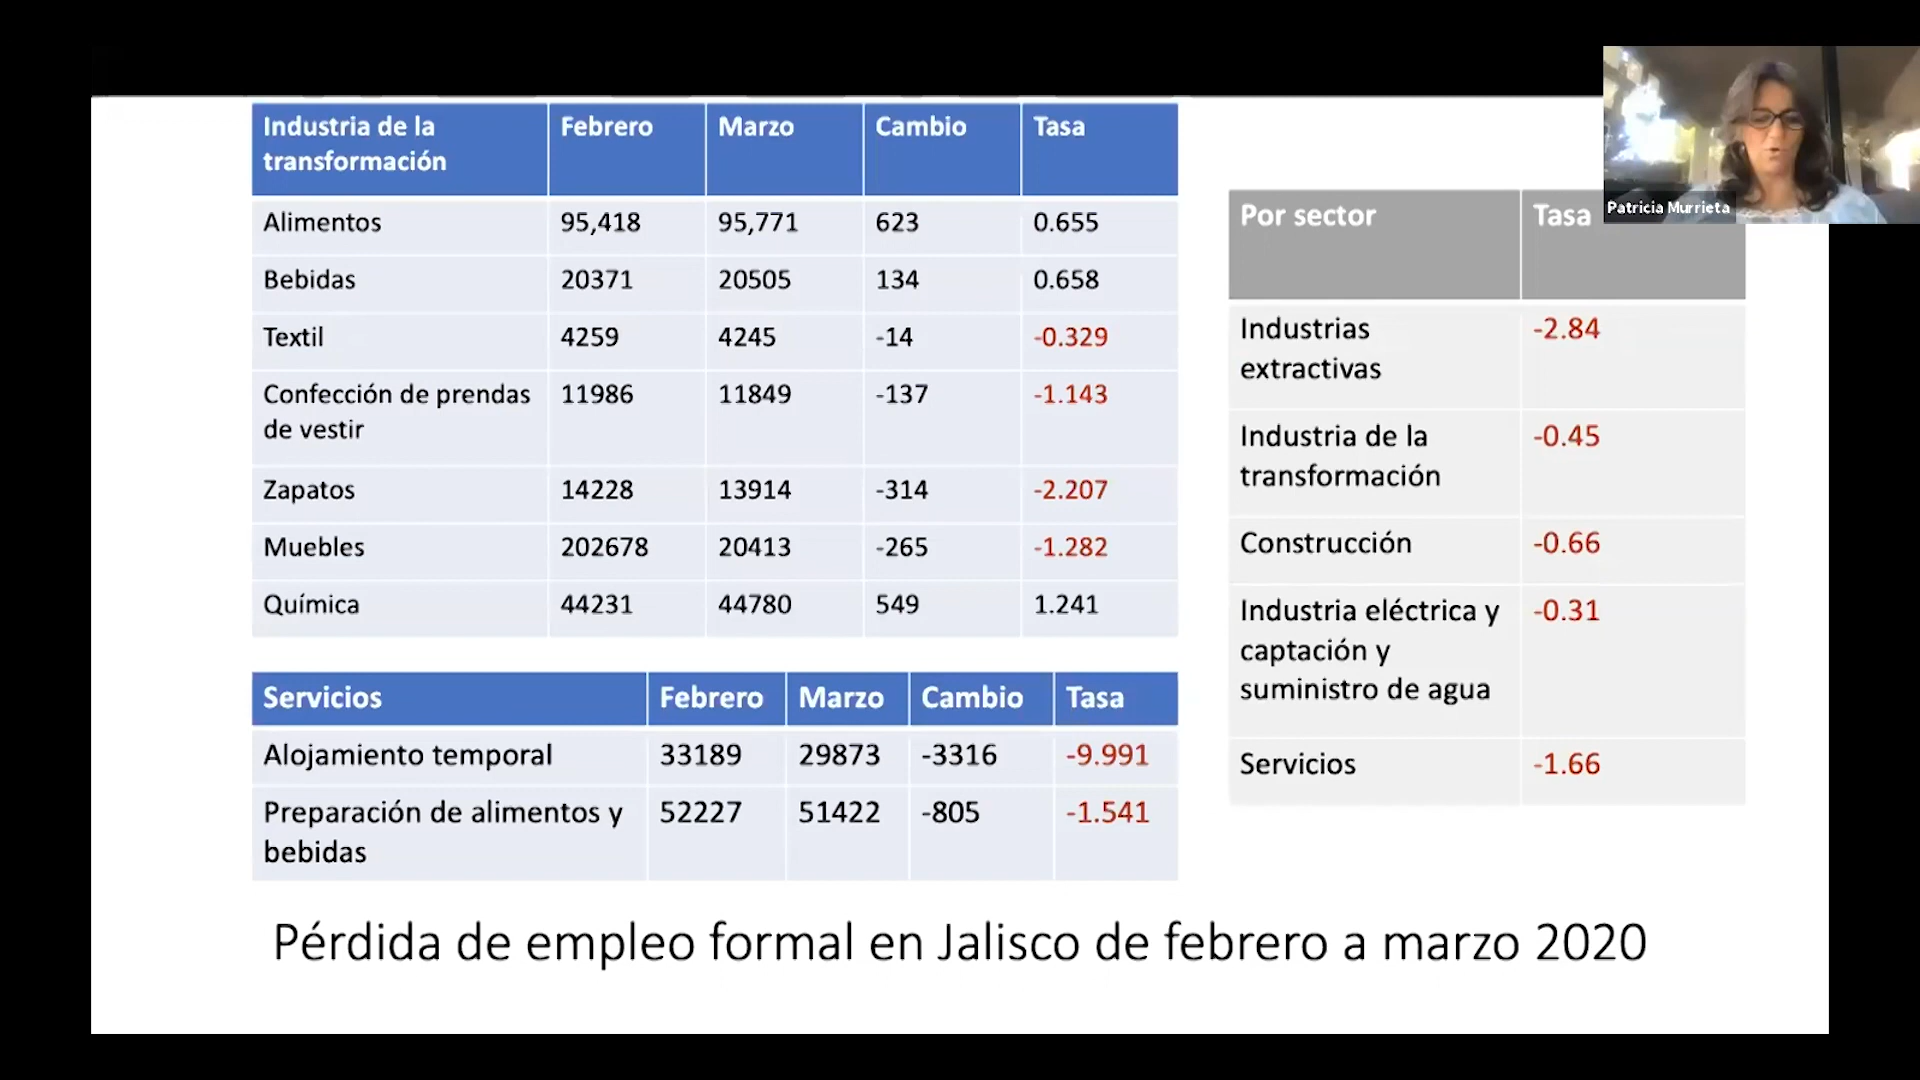 Industria de la transformación Febrero Marzo Cambio Tasa
Alimentos 95,418 95,771 623 0.655
Bebidas 20371 20505 134 0.658
Textil 4259 4245 -14 -0.329
Confección de prendas de vestir 11986 11849 -137 -1.143
Zapatos 14228 13914 -314 -2.207
Muebles 202678 20413 -265 -1.282
Química 44231 44780 549 1.241
Servicios Febrero Marzo Cambio Tasa
Alojamiento temporal 33189 29873 -3316 -9.991
Preparación de alimentos y bebidas 52227 51422 -805 -1.541
Por sector Tasa
Industrias extractivas -2.84
Industria de la transformación -0.45
Construcción -0.66
Industria eléctrica y captación y suministro de agua -0.31
Servicios -1.66
Patricia Murrieta
Pérdida de empleo formal en Jalisco de febrero a marzo 2020